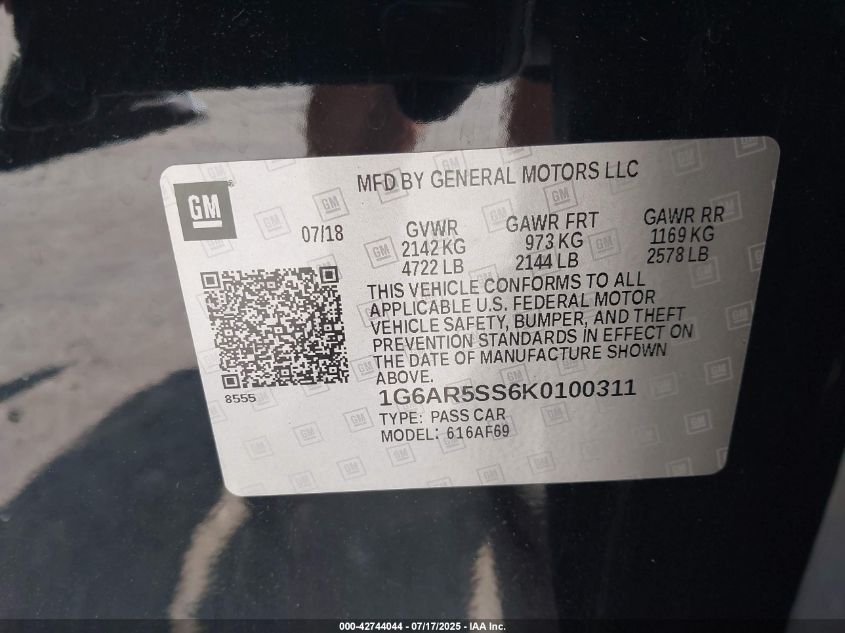 MFD BY GENERAL MOTORS LLC
GM
07/18
GVWR
2142 KG
4722 LB
GAWR FRT
973 KG
2144 LB
GAWR RR
1169 KG
2578 LB
THIS VEHICLE CONFORMS TO ALL
APPLICABLE U.S. FEDERAL MOTOR
VEHICLE SAFETY, BUMPER, AND THEFT
PREVENTION STANDARDS IN EFFECT ON
THE DATE OF MANUFACTURE SHOWN
ABOVE.
8555
1G6AR5SS6K0100311
TYPE: PASS CAR
MODEL: 616AF69
000-42744044 - 07/17/2025 - IAA Inc.